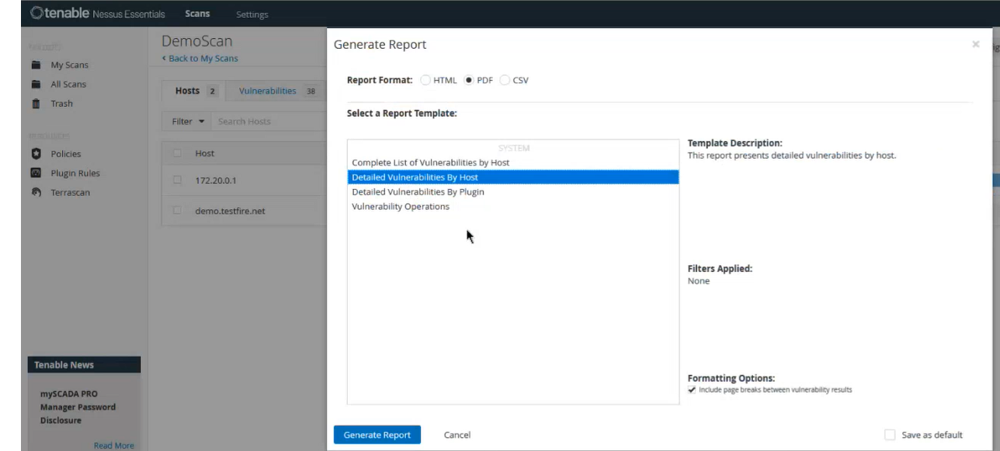 tenable Nessus Essentials Scans Settings
FOLDERS
My Scans
All Scans
Trash
RESOURCES
Policies
Plugin Rules
Terrascan
Tenable News
mySCADA PRO
Manager Password
Disclosure
Read More
DemoScan
< Back to My Scans
Hosts 2 Vulnerabilities 38
Filter Search Hosts
Host
172.20.0.1
demo.testfire.net
Generate Report ×
Report Format: HTML PDF CSV
Select a Report Template:
SYSTEM
Complete List of Vulnerabilities by Host
Detailed Vulnerabilities By Host
Detailed Vulnerabilities By Plugin
Vulnerability Operations
Template Description:
This report presents detailed vulnerabilities by host.
Filters Applied:
None
Formatting Options:
Include page breaks between vulnerability results
Generate Report Cancel Save as default